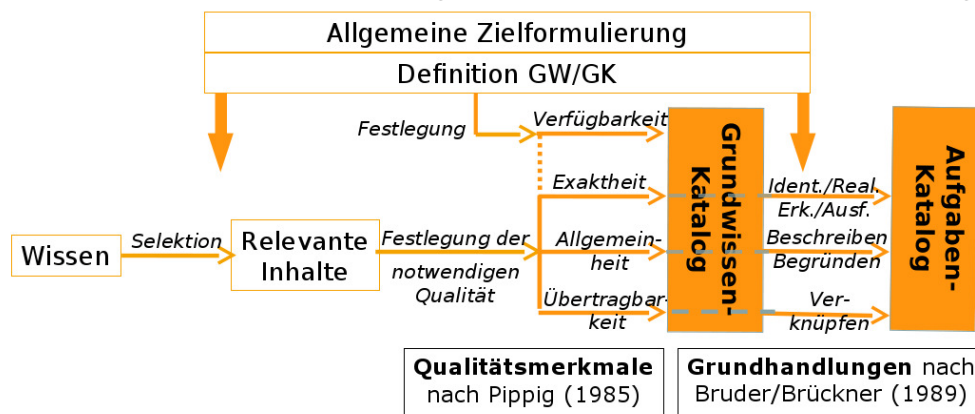 Allgemeine Zielformulierung
Definition GW/GK
Festlegung
Verfügbarkeit
Exaktheit
Allgemein-
heit
Übertragbar-
keit
Wissen
Selektion
Relevante
Inhalte
Festlegung der
notwendigen
Qualität
Grundwissen-
Katalog
Ident./Real.
Erk./Ausf.
Beschreiben
Begründen
Ver-
knüpfen
Aufgaben-
Katalog
Qualitätsmerkmale
nach Pippig (1985)
Grundhandlungen nach
Bruder/Brückner (1989)